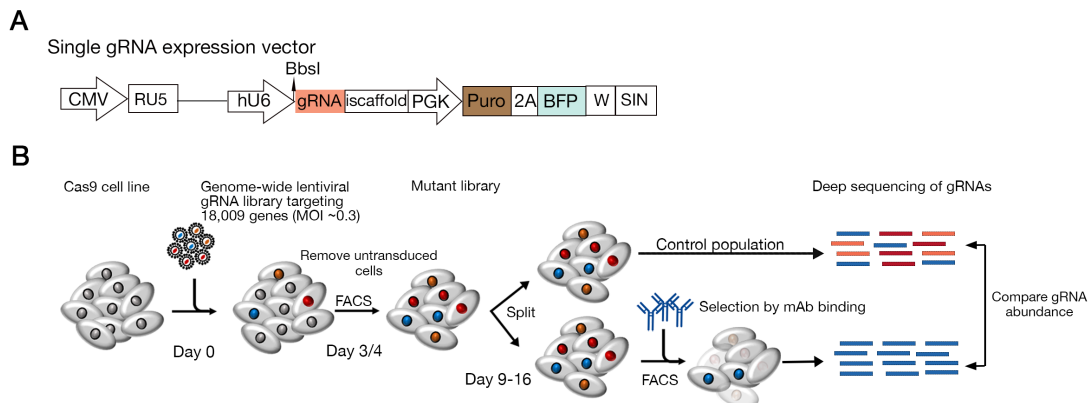 A
Single gRNA expression vector
BbsI
CMV RU5 hU6 gRNA iscaffold PGK Puro 2A BFP W SIN
B
Cas9 cell line
Genome-wide lentiviral
gRNA library targeting
18,009 genes (MOI ~0.3)
Mutant library
Deep sequencing of gRNAs
Remove untransduced
cells
FACS
Day 0
Day 3/4
Split
Control population
Selection by mAb binding
Day 9-16
FACS
Compare gRNA
abundance